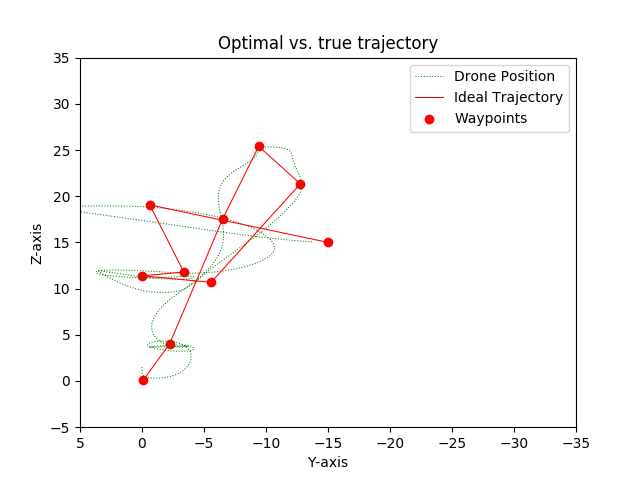 Optimal vs. true trajectory
Drone Position
Ideal Trajectory
Waypoints
35
30
25
20
15
10
5
0
−5
Z-axis
5 0 −5 −10 −15 −20 −25 −30 −35
Y-axis